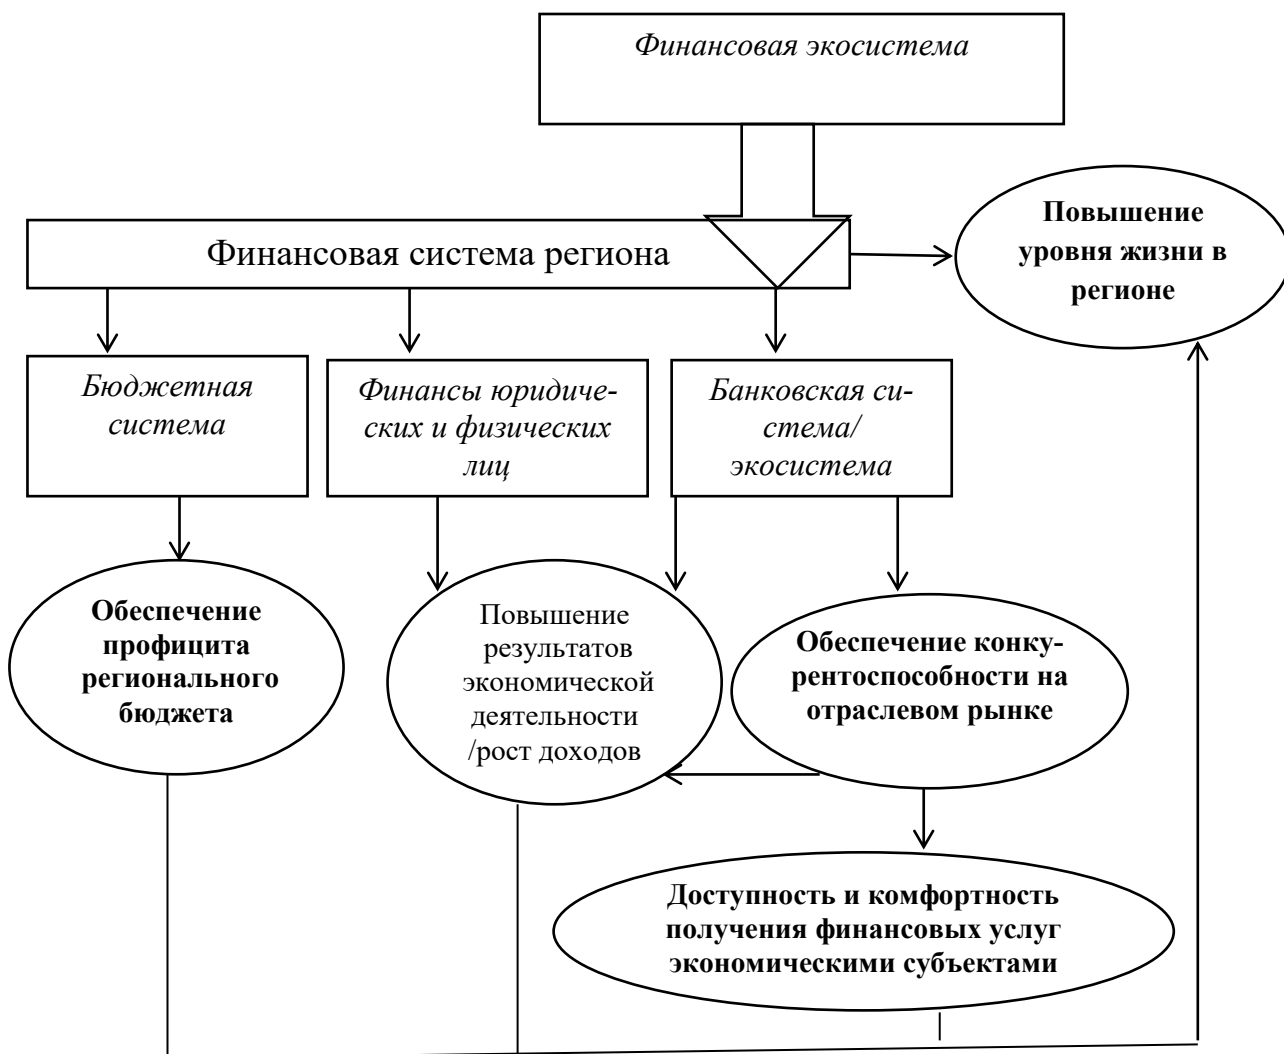 Финансовая экосистема
Повышение
уровня жизни в
регионе
Финансовая система региона
Бюджетная
система
Финансы юридиче-
ских и физических
лиц
Банковская си-
стема/
экосистема
Обеспечение
профицита
регионального
бюджета
Повышение
результатов
экономической
деятельности
/рост доходов
Обеспечение конку-
рентоспособности на
отраслевом рынке
Доступность и комфортность
получения финансовых услуг
экономическими субъектами